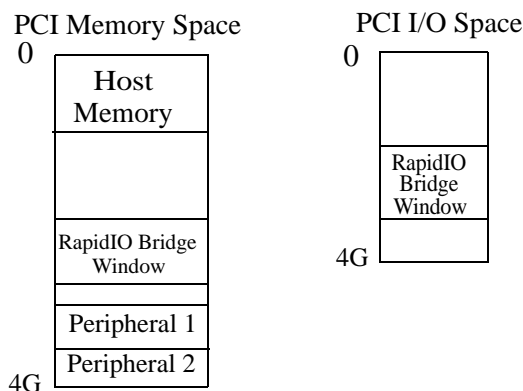 PCI Memory Space
0
Host
Memory
RapidIO Bridge
Window
Peripheral 1
Peripheral 2
4G
PCI I/O Space
0
RapidIO
Bridge
Window
4G